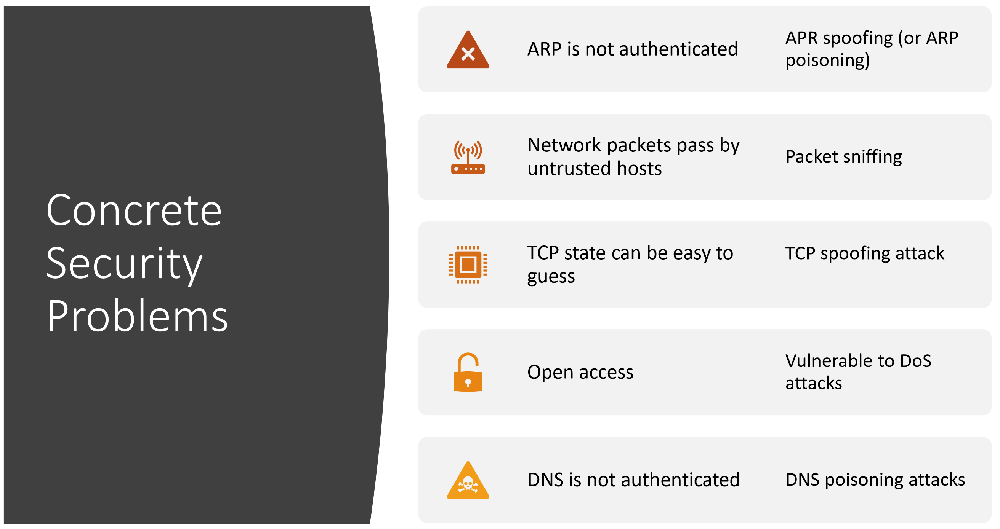 Concrete
Security
Problems
ARP is not authenticated
APR spoofing (or ARP
poisoning)
Network packets pass by
untrusted hosts
Packet sniffing
TCP state can be easy to
guess
TCP spoofing attack
Open access
Vulnerable to DoS
attacks
DNS is not authenticated
DNS poisoning attacks